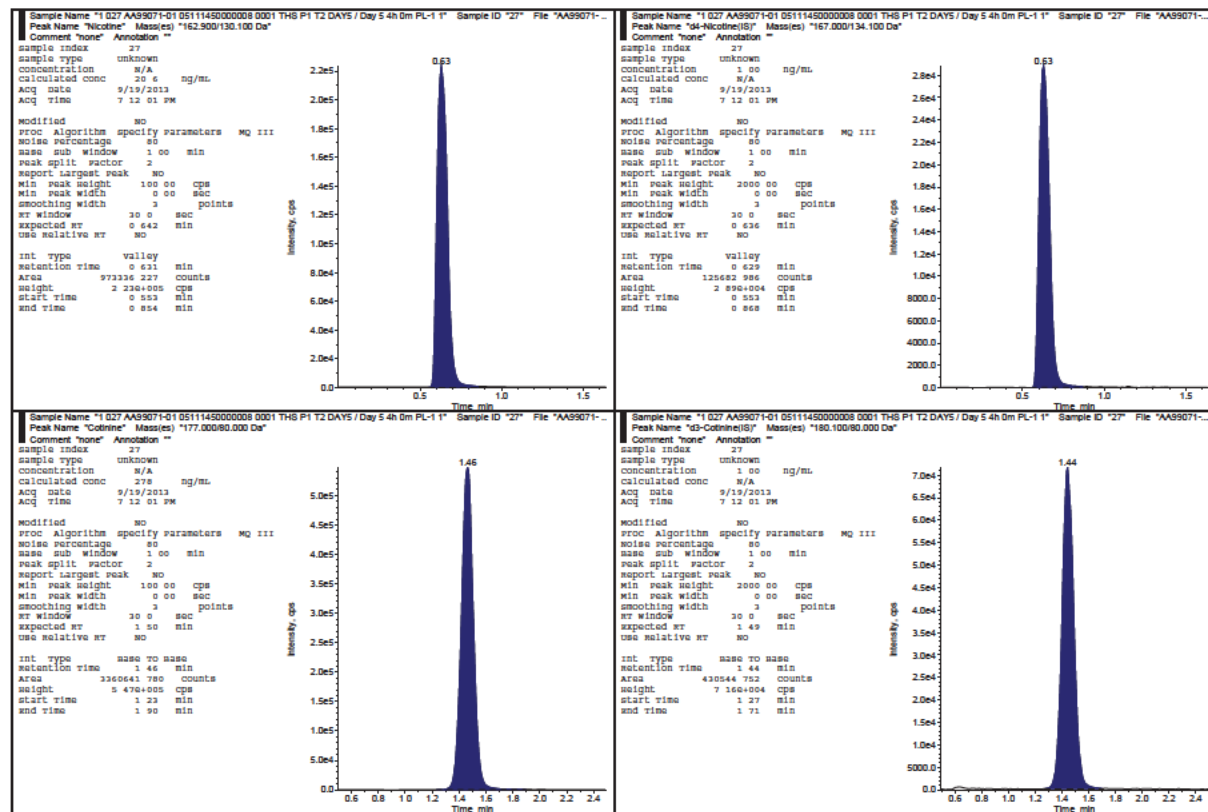 Sample Name "1 027 AA99071-01 05111450000008 0001 THS P1 T2 DAY5 / Day 5 4h 0m PL-1 1" Sample ID "27" File "AA99071-...
Peak Name "Nicotine" Mass(es) "162.900/130.100 Da"
Comment "none" Annotation ""
Sample Index 27
Sample Type Unknown
Concentration N/A
Calculated Conc 20 6 ng/mL
Acq Date 9/19/2013
Acq Time 7 12 01 PM
Modified NO
Proc Algorithm Specify Parameters MQ III
Noise Percentage 80
Base Sub Window 1 00 min
Peak Split Factor 2
Report Largest Peak NO
Min Peak Height 100 00 cps
Min Peak Width 0 00 sec
Smoothing Width 3 points
RT Window 30 0 sec
Expected RT 0 642 min
Use Relative RT NO
Int Type Valley
Retention Time 0 631 min
Area 973336 227 counts
Height 2 23e+005 cps
Start Time 0 553 min
End Time 0 854 min
0.63
Intensity, cps
2.2e5
2.0e5
1.8e5
1.6e5
1.4e5
1.2e5
1.0e5
8.0e4
6.0e4
4.0e4
2.0e4
0.0
0.5 1.0 1.5
Time min
Sample Name "1 027 AA99071-01 05111450000008 0001 THS P1 T2 DAY5 / Day 5 4h 0m PL-1 1" Sample ID "27" File "AA99071-...
Peak Name "d4-Nicotine(IS)" Mass(es) "167.000/134.100 Da"
Comment "none" Annotation ""
Sample Index 27
Sample Type Unknown
Concentration 1 00 ng/mL
Calculated Conc N/A
Acq Date 9/19/2013
Acq Time 7 12 01 PM
Modified NO
Proc Algorithm Specify Parameters MQ III
Noise Percentage 80
Base Sub Window 1 00 min
Peak Split Factor 2
Report Largest Peak NO
Min Peak Height 2000 00 cps
Min Peak Width 0 00 sec
Smoothing Width 3 points
RT Window 30 0 sec
Expected RT 0 636 min
Use Relative RT NO
Int Type Valley
Retention Time 0 629 min
Area 125682 986 counts
Height 2 89e+004 cps
Start Time 0 553 min
End Time 0 868 min
0.63
Intensity, cps
2.8e4
2.6e4
2.4e4
2.2e4
2.0e4
1.8e4
1.6e4
1.4e4
1.2e4
1.0e4
8000.0
6000.0
4000.0
2000.0
0.0
0.5 1.0 1.5
Time min
Sample Name "1 027 AA99071-01 05111450000008 0001 THS P1 T2 DAY5 / Day 5 4h 0m PL-1 1" Sample ID "27" File "AA99071-...
Peak Name "Cotinine" Mass(es) "177.000/80.000 Da"
Comment "none" Annotation ""
Sample Index 27
Sample Type Unknown
Concentration N/A
Calculated Conc 278 ng/mL
Acq Date 9/19/2013
Acq Time 7 12 01 PM
Modified NO
Proc Algorithm Specify Parameters MQ III
Noise Percentage 80
Base Sub Window 1 00 min
Peak Split Factor 2
Report Largest Peak NO
Min Peak Height 100 00 cps
Min Peak Width 0 00 sec
Smoothing Width 3 points
RT Window 30 0 sec
Expected RT 1 50 min
Use Relative RT NO
Int Type Base To Base
Retention Time 1 46 min
Area 3360641 780 counts
Height 5 47e+005 cps
Start Time 1 23 min
End Time 1 90 min
1.46
Intensity, cps
5.0e5
4.5e5
4.0e5
3.5e5
3.0e5
2.5e5
2.0e5
1.5e5
1.0e5
5.0e4
0.0
0.6 0.8 1.0 1.2 1.4 1.6 1.8 2.0 2.2 2.4
Time min
Sample Name "1 027 AA99071-01 05111450000008 0001 THS P1 T2 DAY5 / Day 5 4h 0m PL-1 1" Sample ID "27" File "AA99071-...
Peak Name "d3-Cotinine(IS)" Mass(es) "180.100/80.000 Da"
Comment "none" Annotation ""
Sample Index 27
Sample Type Unknown
Concentration 1 00 ng/mL
Calculated Conc N/A
Acq Date 9/19/2013
Acq Time 7 12 01 PM
Modified NO
Proc Algorithm Specify Parameters MQ III
Noise Percentage 80
Base Sub Window 1 00 min
Peak Split Factor 2
Report Largest Peak NO
Min Peak Height 2000 00 cps
Min Peak Width 0 00 sec
Smoothing Width 3 points
RT Window 30 0 sec
Expected RT 1 49 min
Use Relative RT NO
Int Type Base To Base
Retention Time 1 44 min
Area 430544 752 counts
Height 7 16e+004 cps
Start Time 1 27 min
End Time 1 71 min
1.44
Intensity, cps
7.0e4
6.5e4
6.0e4
5.5e4
5.0e4
4.5e4
4.0e4
3.5e4
3.0e4
2.5e4
2.0e4
1.5e4
1.0e4
5000.0
0.0
0.6 0.8 1.0 1.2 1.4 1.6 1.8 2.0 2.2 2.4
Time min